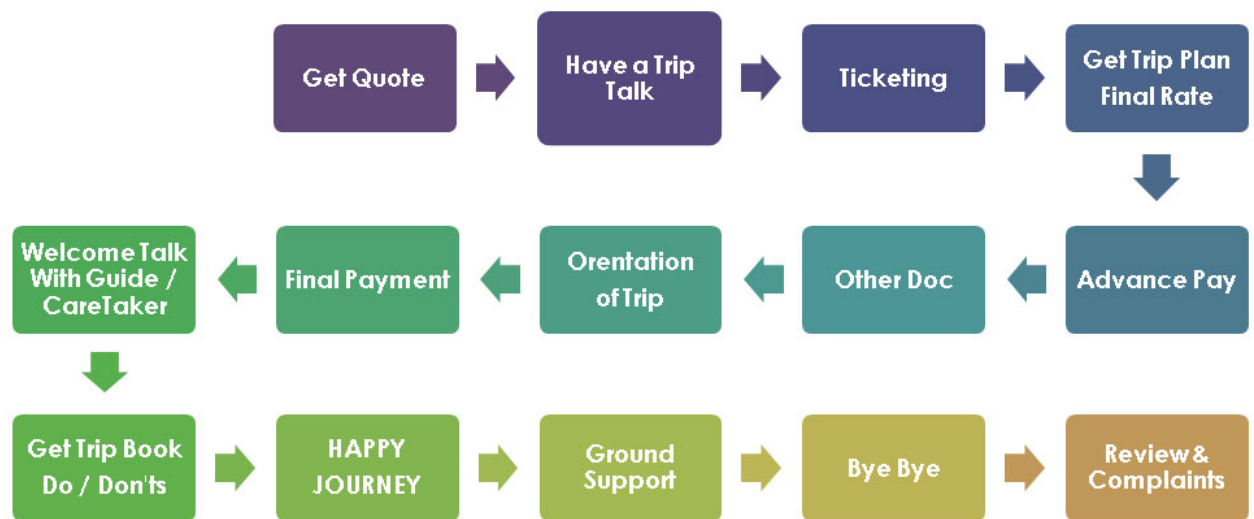 Get Quote
Have a Trip
Talk
Ticketing
Get Trip Plan
Final Rate
Advance Pay
Other Doc
Orentation
of Trip
Final Payment
Welcome Talk
With Guide /
CareTaker
Get Trip Book
Do / Don'ts
HAPPY
JOURNEY
Ground
Support
Bye Bye
Review &
Complaints